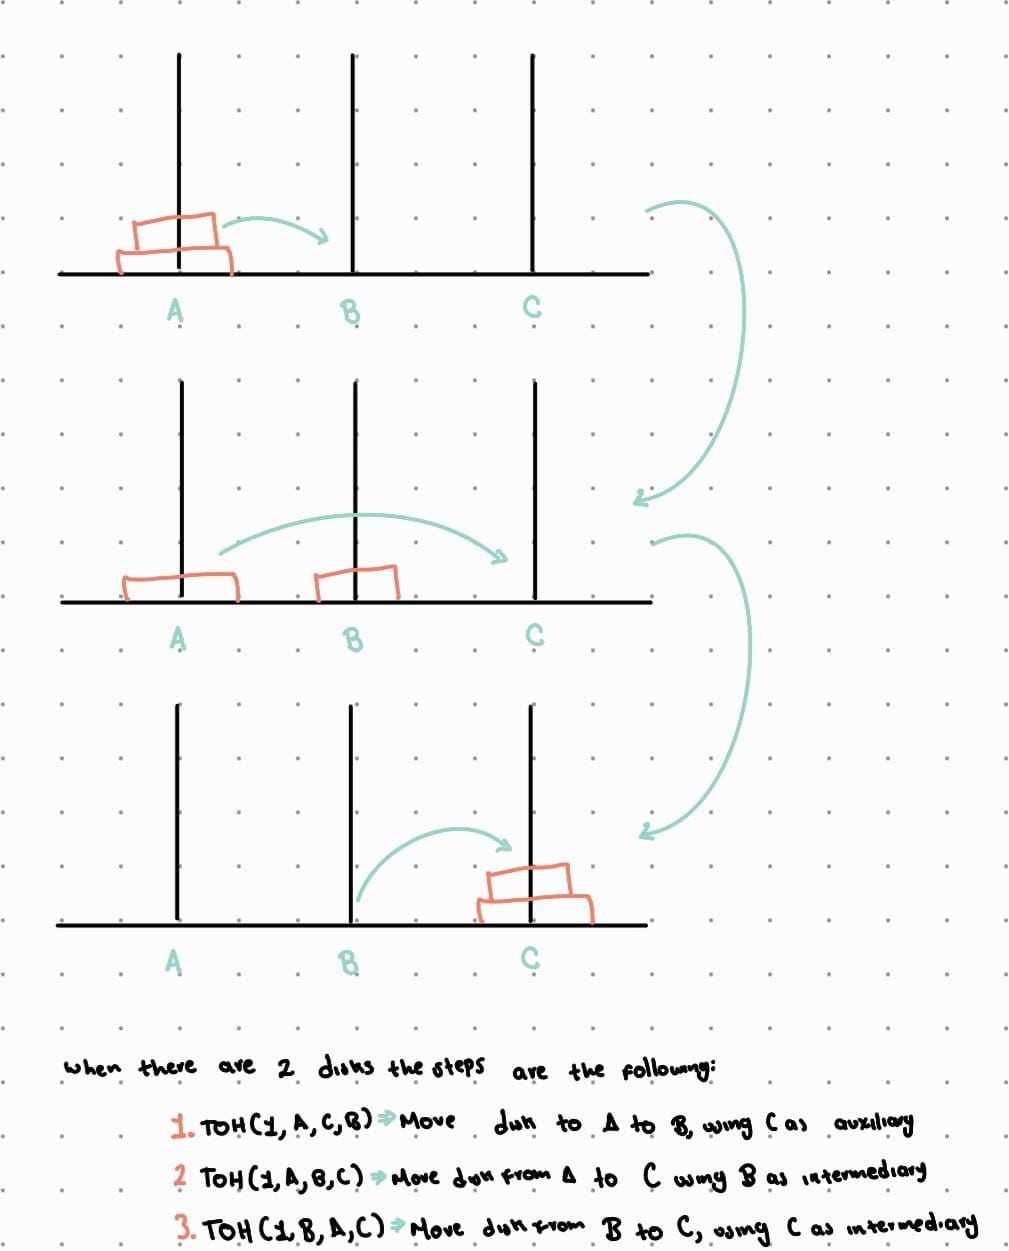 A B C
A B C
A B C
When there are 2 disks the steps are the following:
1. TOH(1, A, C, B) ⇒ Move disk to A to B, using C as auxiliary
2 TOH(1, A, B, C) ⇒ Move disk from A to C using B as intermediary
3. TOH(1, B, A, C) ⇒ Move disk from B to C, using C as intermediary